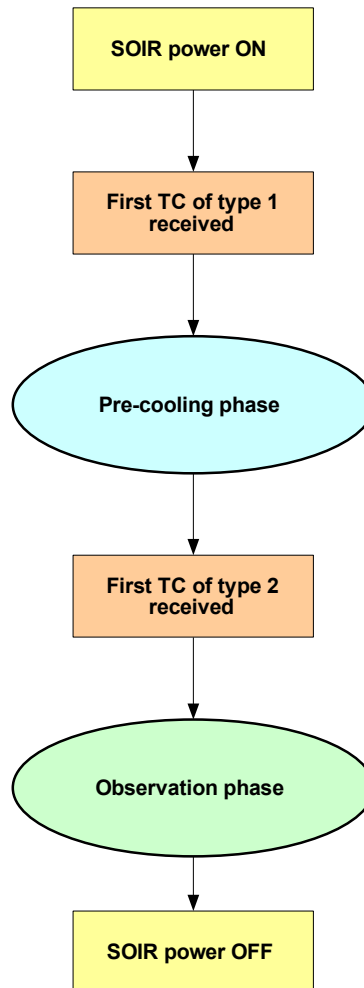 SOIR power ON
First TC of type 1
received
Pre-cooling phase
First TC of type 2
received
Observation phase
SOIR power OFF